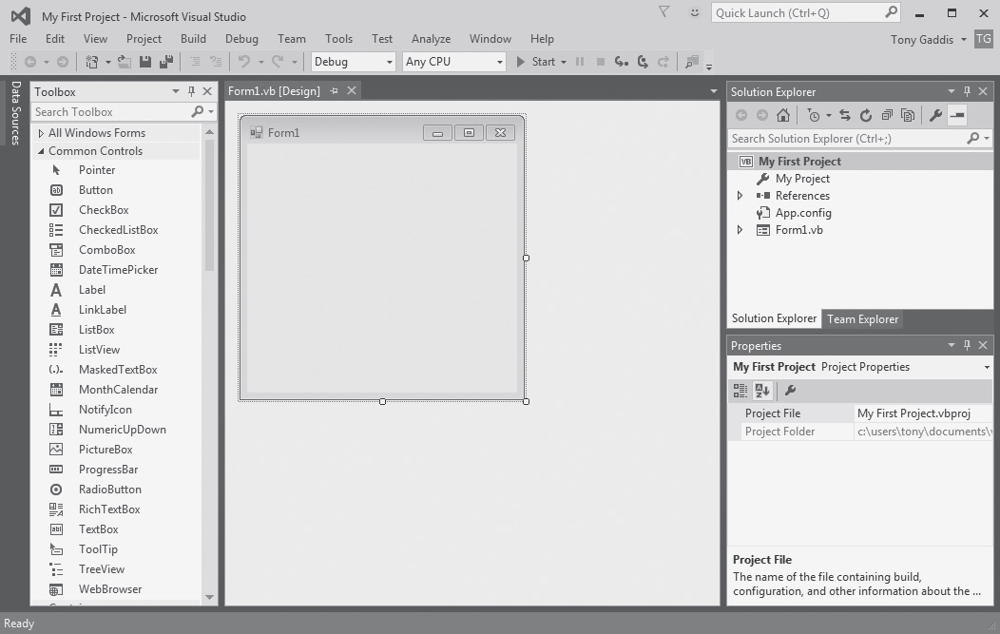 My First Project - Microsoft Visual Studio
Quick Launch (Ctrl+Q)
File Edit View Project Build Debug Team Tools Test Analyze Window Help
Tony Gaddis TG
Debug Any CPU Start
Data Sources
Toolbox
Search Toolbox
All Windows Forms
Common Controls
Pointer
Button
CheckBox
CheckedListBox
ComboBox
DateTimePicker
Label
LinkLabel
ListBox
ListView
MaskedTextBox
MonthCalendar
NotifyIcon
NumericUpDown
PictureBox
ProgressBar
RadioButton
RichTextBox
TextBox
ToolTip
TreeView
WebBrowser
Form1.vb [Design]
Form1
Solution Explorer
Search Solution Explorer (Ctrl+;)
VB My First Project
My Project
References
App.config
Form1.vb
Solution Explorer Team Explorer
Properties
My First Project Project Properties
Project File My First Project.vbproj
Project Folder c:\users\tony\documents\
Project File
The name of the file containing build,
configuration, and other information about the ...
Ready